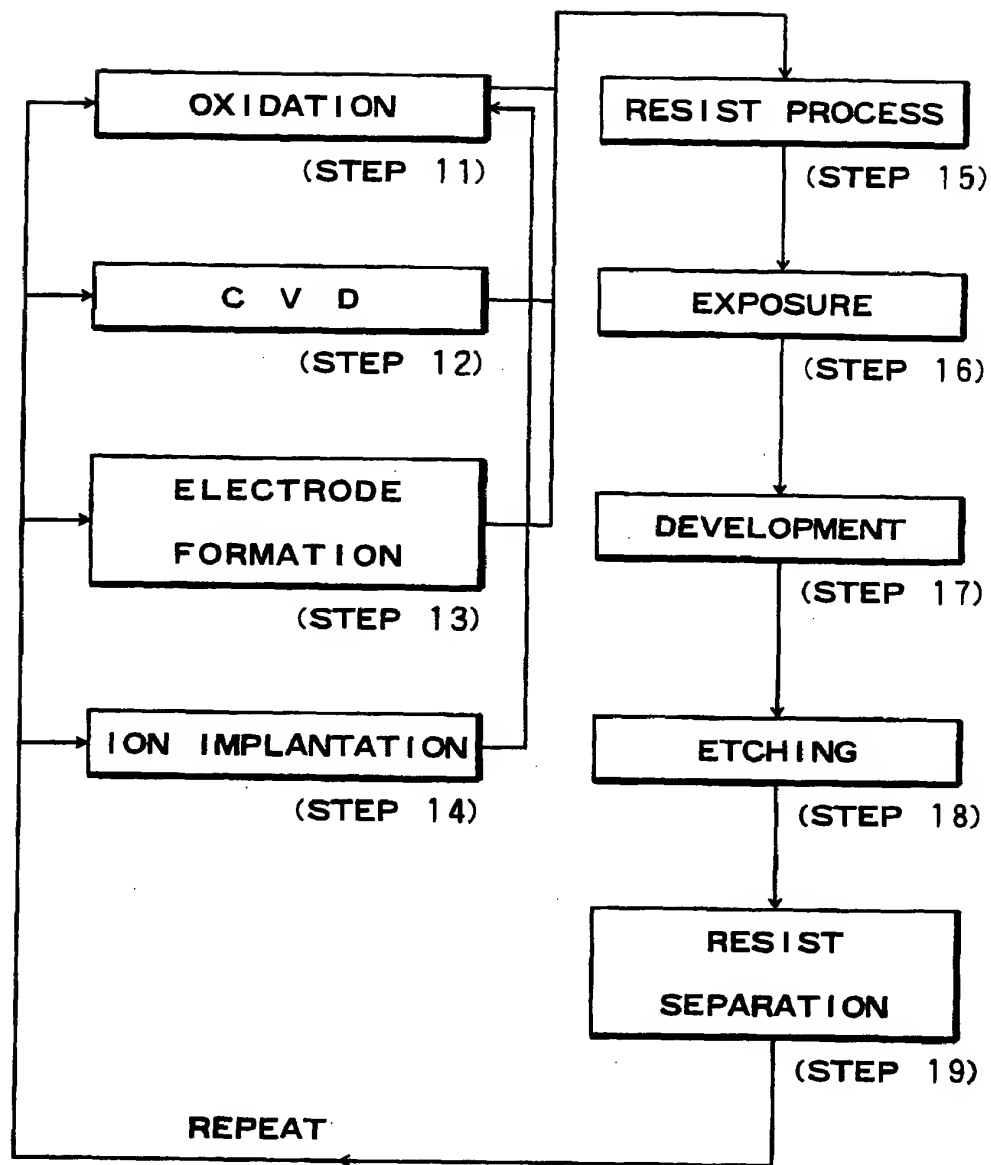 OXIDATION
(STEP 11)
C V D
(STEP 12)
ELECTRODE
FORMATION
(STEP 13)
ION IMPLANTATION
(STEP 14)
RESIST PROCESS
(STEP 15)
EXPOSURE
(STEP 16)
DEVELOPMENT
(STEP 17)
ETCHING
(STEP 18)
RESIST
SEPARATION
(STEP 19)
REPEAT